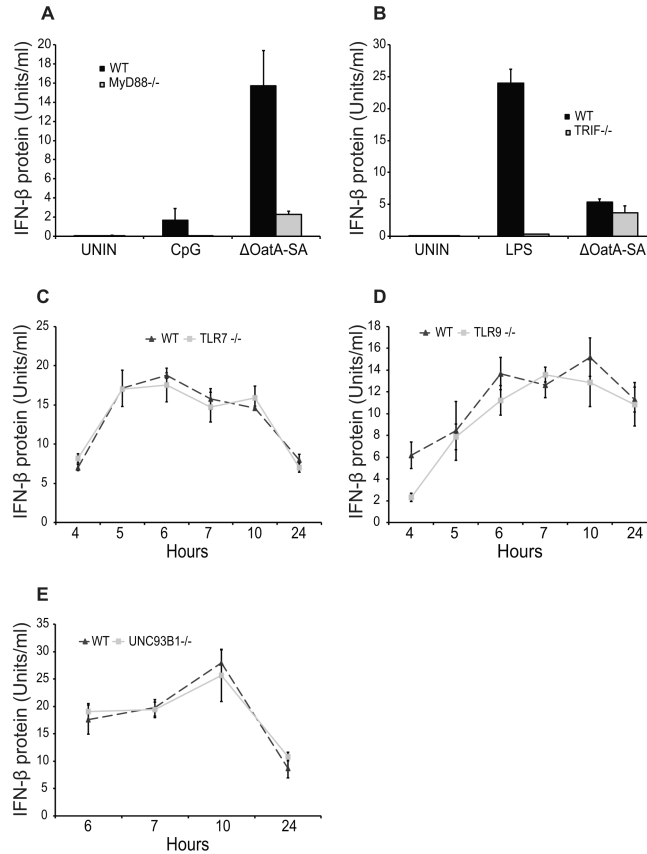 A
IFN-β protein (Units/ml)
20
18
16
14
12
10
8
6
4
2
0
WT
MyD88-/-
UNIN
CpG
ΔOatA-SA
B
IFN-β protein (Units/ml)
30
25
20
15
10
5
0
WT
TRIF-/-
UNIN
LPS
ΔOatA-SA
C
IFN-β protein (Units/ml)
25
20
15
10
5
0
WT
TLR7 -/-
4
5
6
7
10
24
Hours
D
IFN-β protein (Units/ml)
18
16
14
12
10
8
6
4
2
0
WT
TLR9 -/-
4
5
6
7
10
24
Hours
E
IFN-β protein (Units/ml)
35
30
25
20
15
10
5
0
WT
UNC93B1-/-
6
7
10
24
Hours